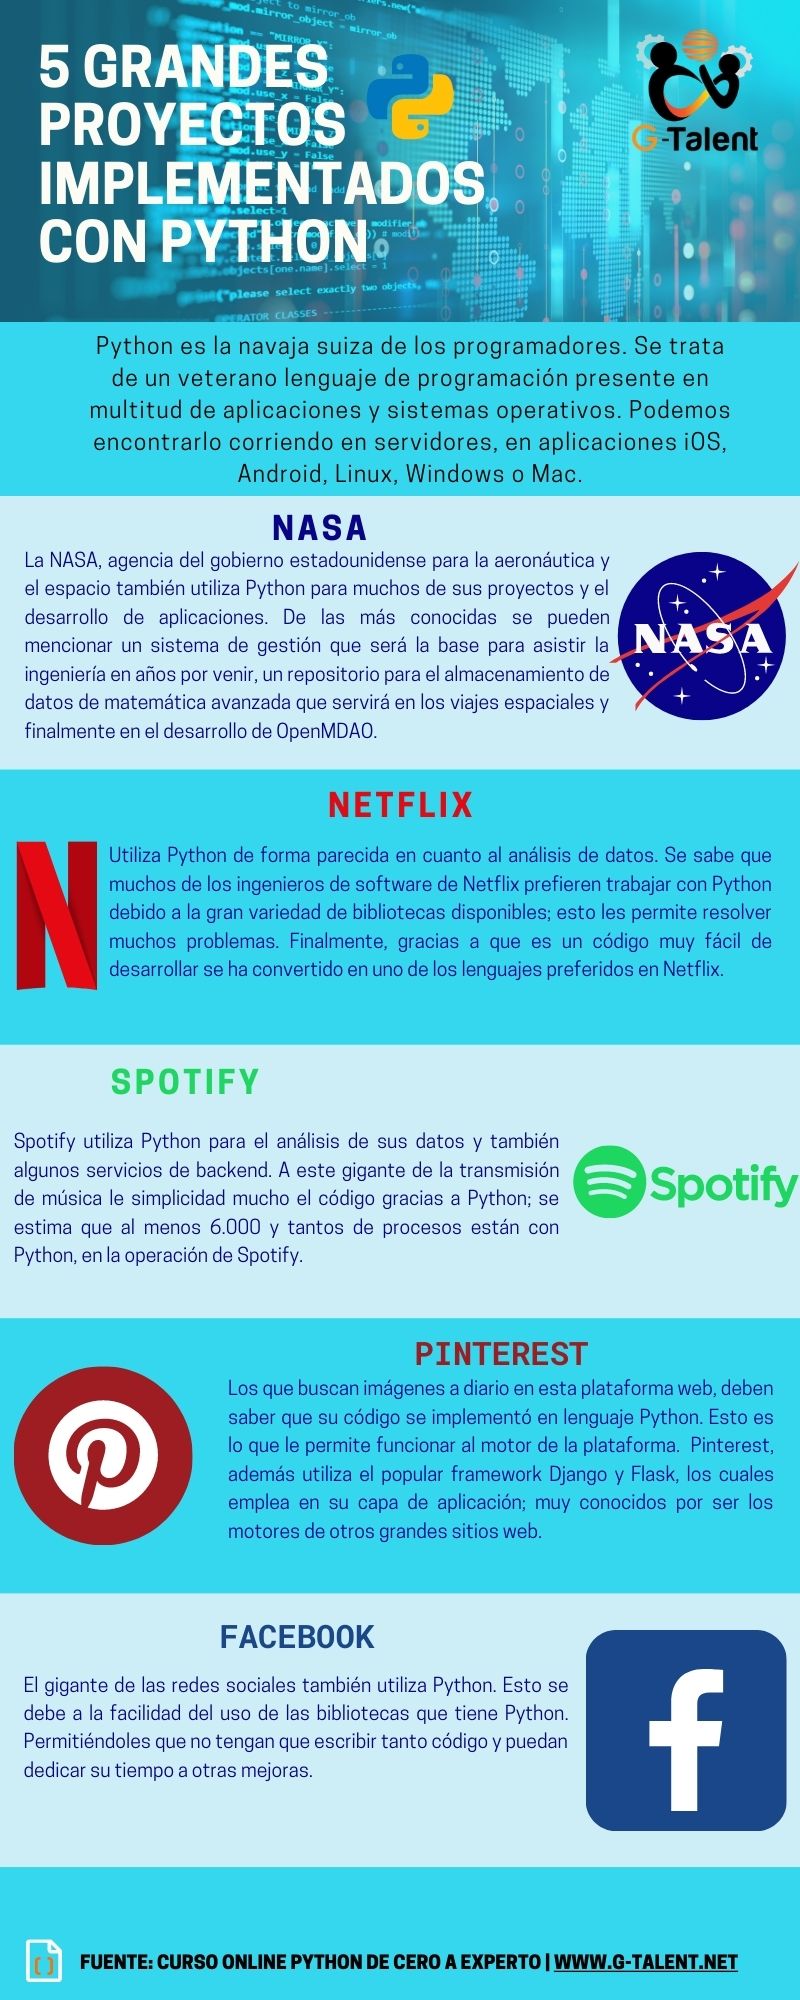 5 GRANDES
PROYECTOS
IMPLEMENTADOS
CON PYTHON
G-Talent
Python es la navaja suiza de los programadores. Se trata
de un veterano lenguaje de programación presente en
multitud de aplicaciones y sistemas operativos. Podemos
encontrarlo corriendo en servidores, en aplicaciones iOS,
Android, Linux, Windows o Mac.
NASA
La NASA, agencia del gobierno estadounidense para la aeronáutica y
el espacio también utiliza Python para muchos de sus proyectos y el
desarrollo de aplicaciones. De las más conocidas se pueden
mencionar un sistema de gestión que será la base para asistir la
ingeniería en años por venir, un repositorio para el almacenamiento de
datos de matemática avanzada que servirá en los viajes espaciales y
finalmente en el desarrollo de OpenMDAO.
NASA
NETFLIX
Utiliza Python de forma parecida en cuanto al análisis de datos. Se sabe que
muchos de los ingenieros de software de Netflix prefieren trabajar con Python
debido a la gran variedad de bibliotecas disponibles; esto les permite resolver
muchos problemas. Finalmente, gracias a que es un código muy fácil de
desarrollar se ha convertido en uno de los lenguajes preferidos en Netflix.
SPOTIFY
Spotify utiliza Python para el análisis de sus datos y también
algunos servicios de backend. A este gigante de la transmisión
de música le simplicidad mucho el código gracias a Python; se
estima que al menos 6.000 y tantos de procesos están con
Python, en la operación de Spotify.
Spotify
PINTEREST
Los que buscan imágenes a diario en esta plataforma web, deben
saber que su código se implementó en lenguaje Python. Esto es
lo que le permite funcionar al motor de la plataforma. Pinterest,
además utiliza el popular framework Django y Flask, los cuales
emplea en su capa de aplicación; muy conocidos por ser los
motores de otros grandes sitios web.
FACEBOOK
El gigante de las redes sociales también utiliza Python. Esto se
debe a la facilidad del uso de las bibliotecas que tiene Python.
Permitiéndoles que no tengan que escribir tanto código y puedan
dedicar su tiempo a otras mejoras.
FUENTE: CURSO ONLINE PYTHON DE CERO A EXPERTO | WWW.G-TALENT.NET